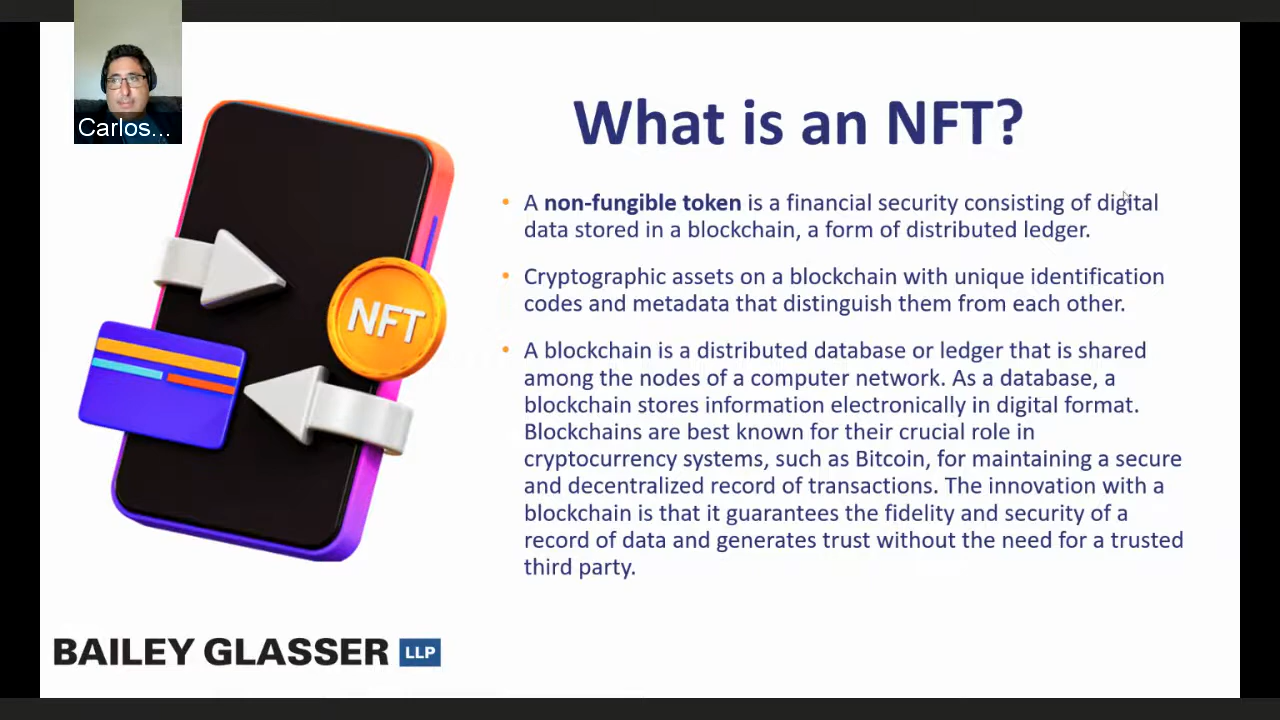 Carlos...
What is an NFT?
NFT
• A non-fungible token is a financial security consisting of digital
data stored in a blockchain, a form of distributed ledger.
• Cryptographic assets on a blockchain with unique identification
codes and metadata that distinguish them from each other.
• A blockchain is a distributed database or ledger that is shared
among the nodes of a computer network. As a database, a
blockchain stores information electronically in digital format.
Blockchains are best known for their crucial role in
cryptocurrency systems, such as Bitcoin, for maintaining a secure
and decentralized record of transactions. The innovation with a
blockchain is that it guarantees the fidelity and security of a
record of data and generates trust without the need for a trusted
third party.
BAILEY GLASSER LLP